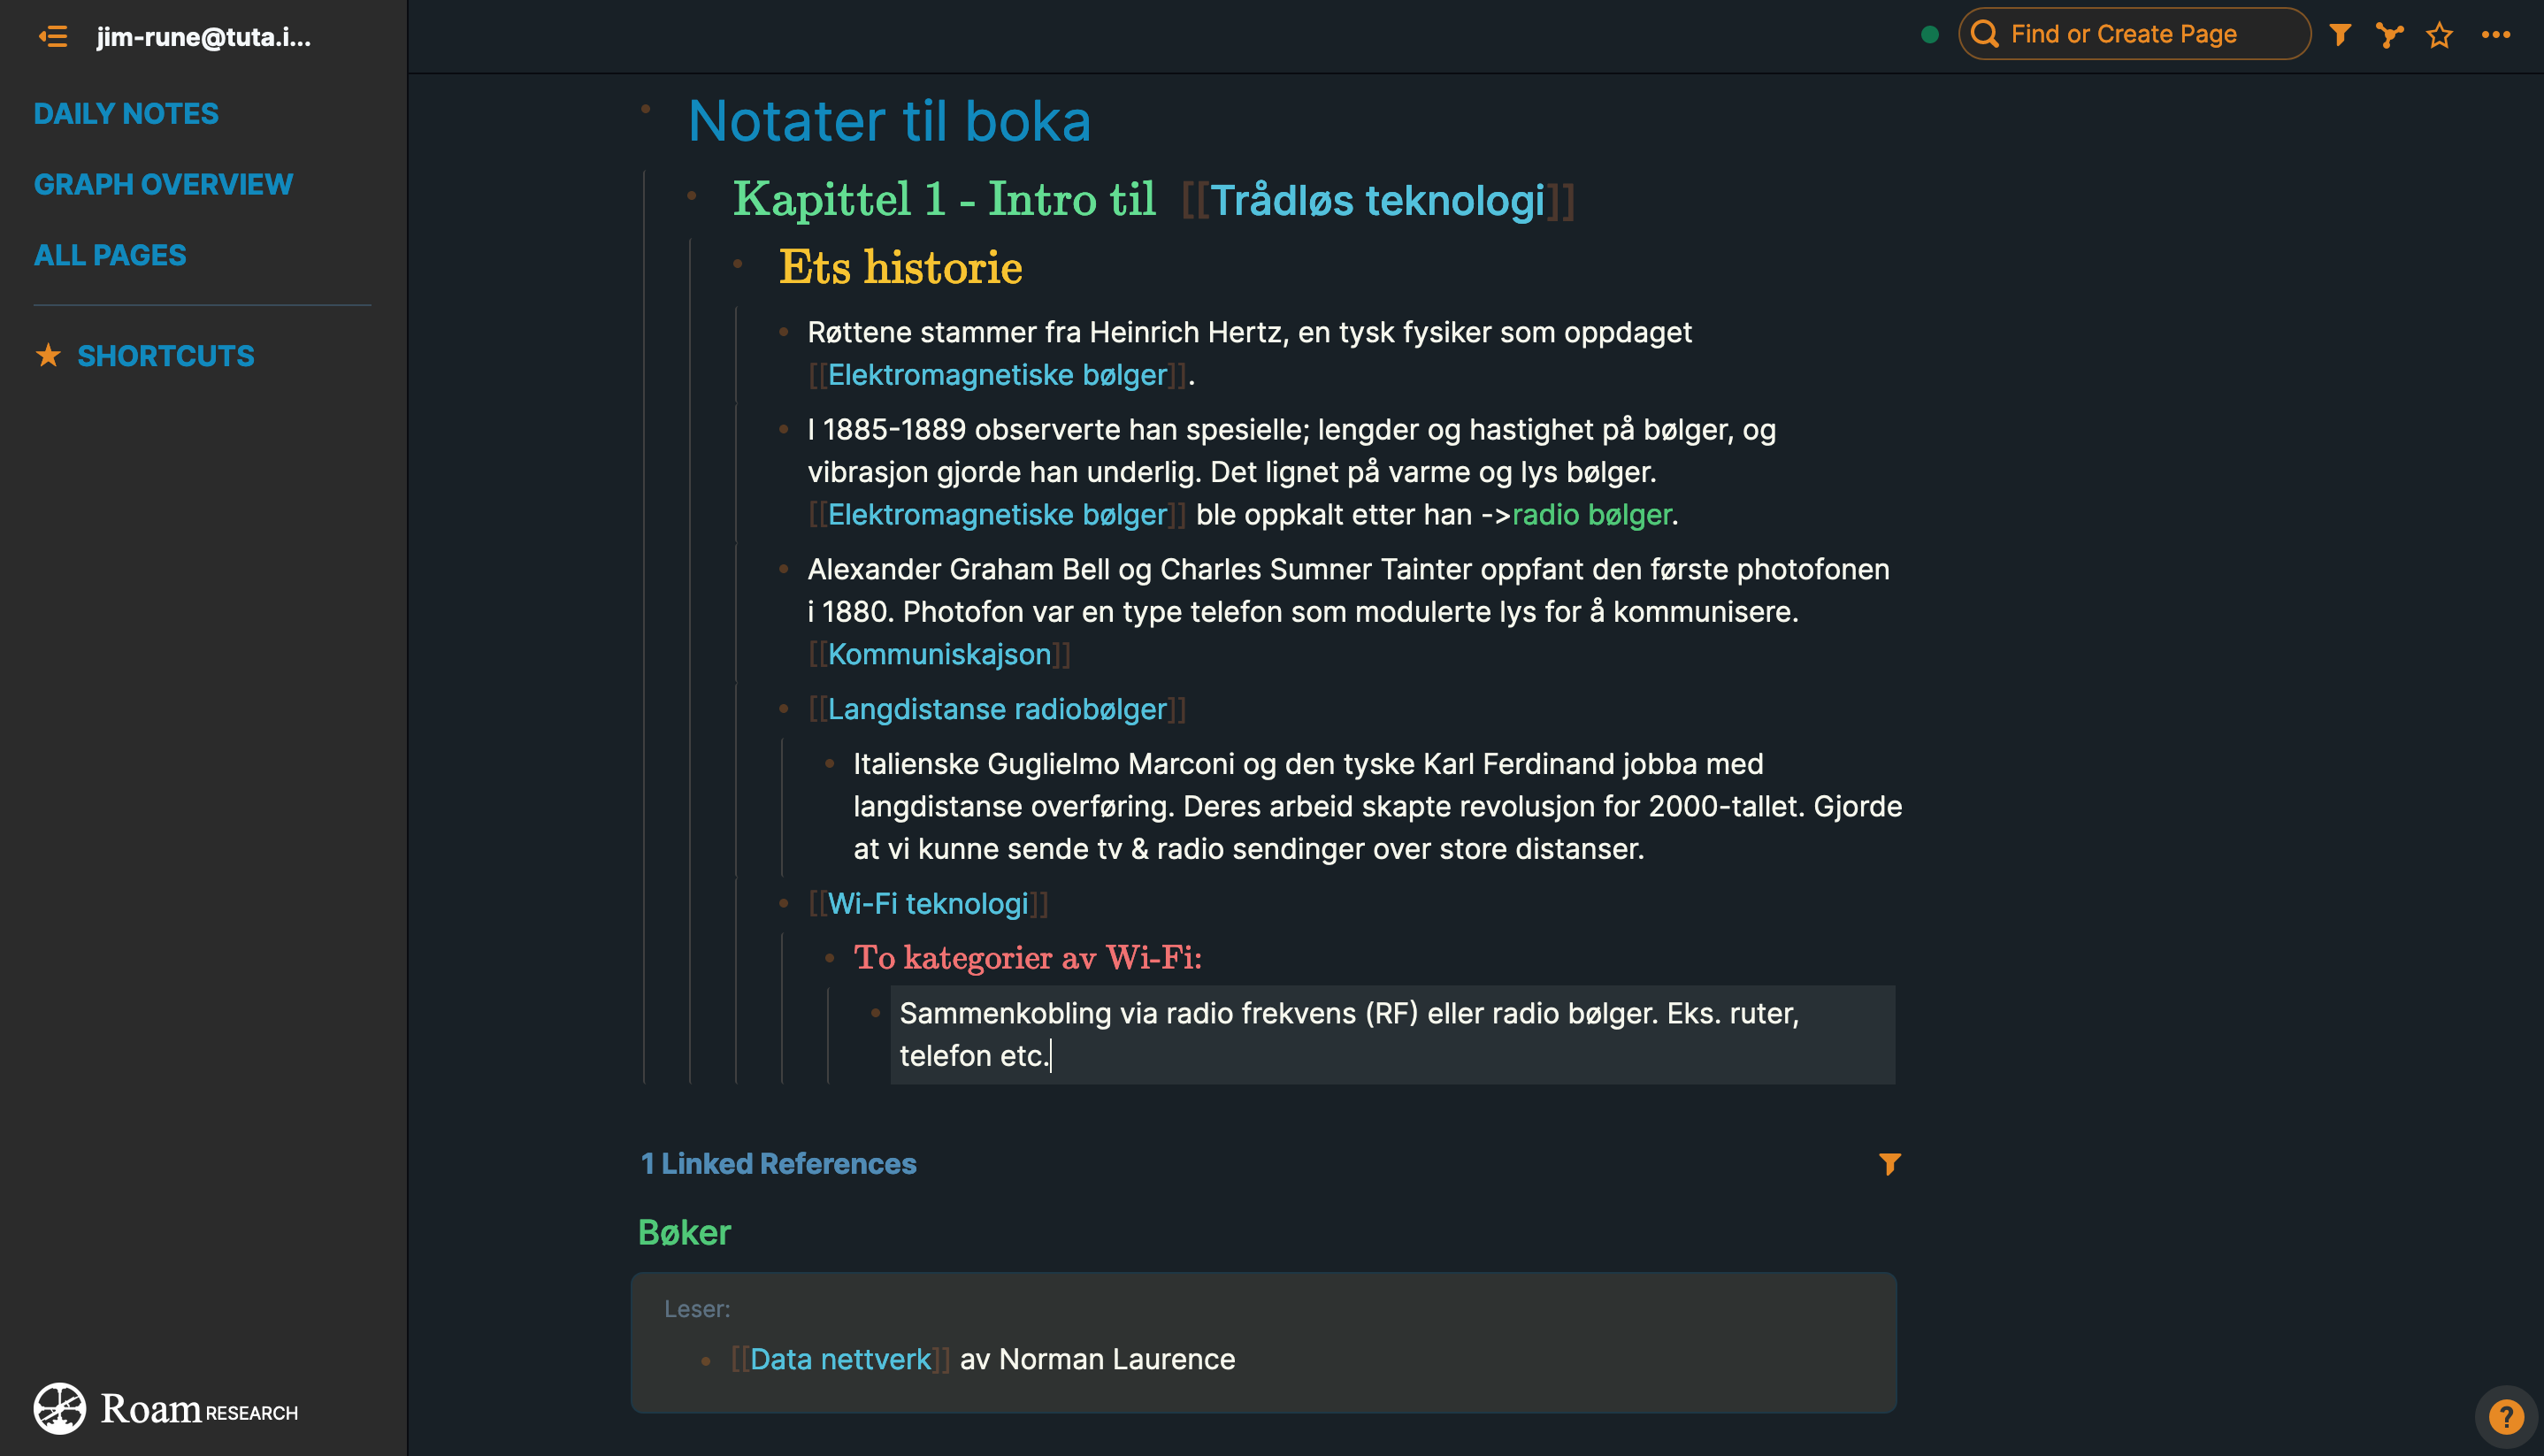 jim-rune@tuta.i...
Find or Create Page
DAILY NOTES
GRAPH OVERVIEW
ALL PAGES
SHORTCUTS
Notater til boka
Kapittel 1 - Intro til [[Trådløs teknologi]]
Ets historie
Røttene stammer fra Heinrich Hertz, en tysk fysiker som oppdaget
[[Elektromagnetiske bølger]].
I 1885-1889 observerte han spesielle; lengder og hastighet på bølger, og
vibrasjon gjorde han underlig. Det lignet på varme og lys bølger.
[[Elektromagnetiske bølger]] ble oppkalt etter han ->radio bølger.
Alexander Graham Bell og Charles Sumner Tainter oppfant den første photofonen
i 1880. Photofon var en type telefon som modulerte lys for å kommunisere.
[[Kommuniskajson]]
[[Langdistanse radiobølger]]
Italienske Guglielmo Marconi og den tyske Karl Ferdinand jobba med
langdistanse overføring. Deres arbeid skapte revolusjon for 2000-tallet. Gjorde
at vi kunne sende tv & radio sendinger over store distanser.
[[Wi-Fi teknologi]]
To kategorier av Wi-Fi:
Sammenkobling via radio frekvens (RF) eller radio bølger. Eks. ruter,
telefon etc.
1 Linked References
Bøker
Leser:
[[Data nettverk]] av Norman Laurence
Roam RESEARCH
?